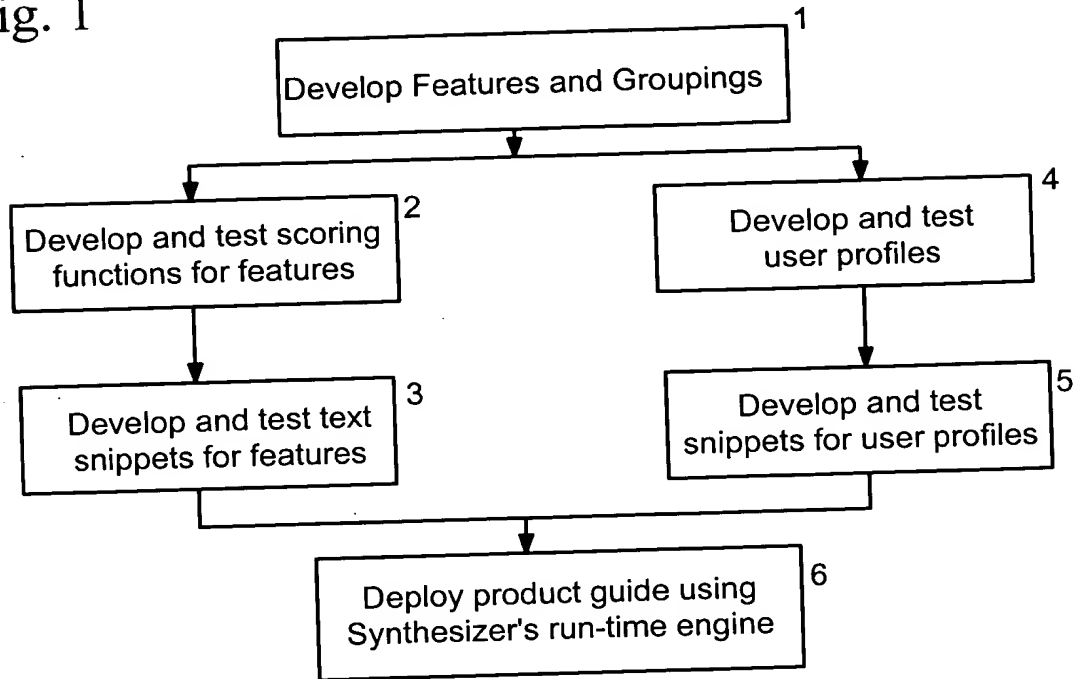 ig. 1
1
Develop Features and Groupings
2
Develop and test scoring
functions for features
4
Develop and test
user profiles
3
Develop and test text
snippets for features
5
Develop and test
snippets for user profiles
6
Deploy product guide using
Synthesizer's run-time engine